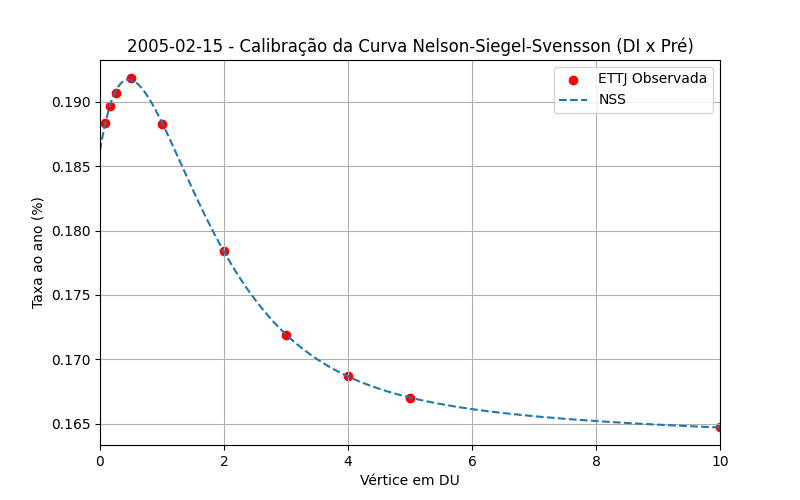 2005-02-15 - Calibração da Curva Nelson-Siegel-Svensson (DI x Pré)
ETTJ Observada
NSS
Taxa ao ano (%)
0.190
0.185
0.180
0.175
0.170
0.165
0 2 4 6 8 10
Vértice em DU